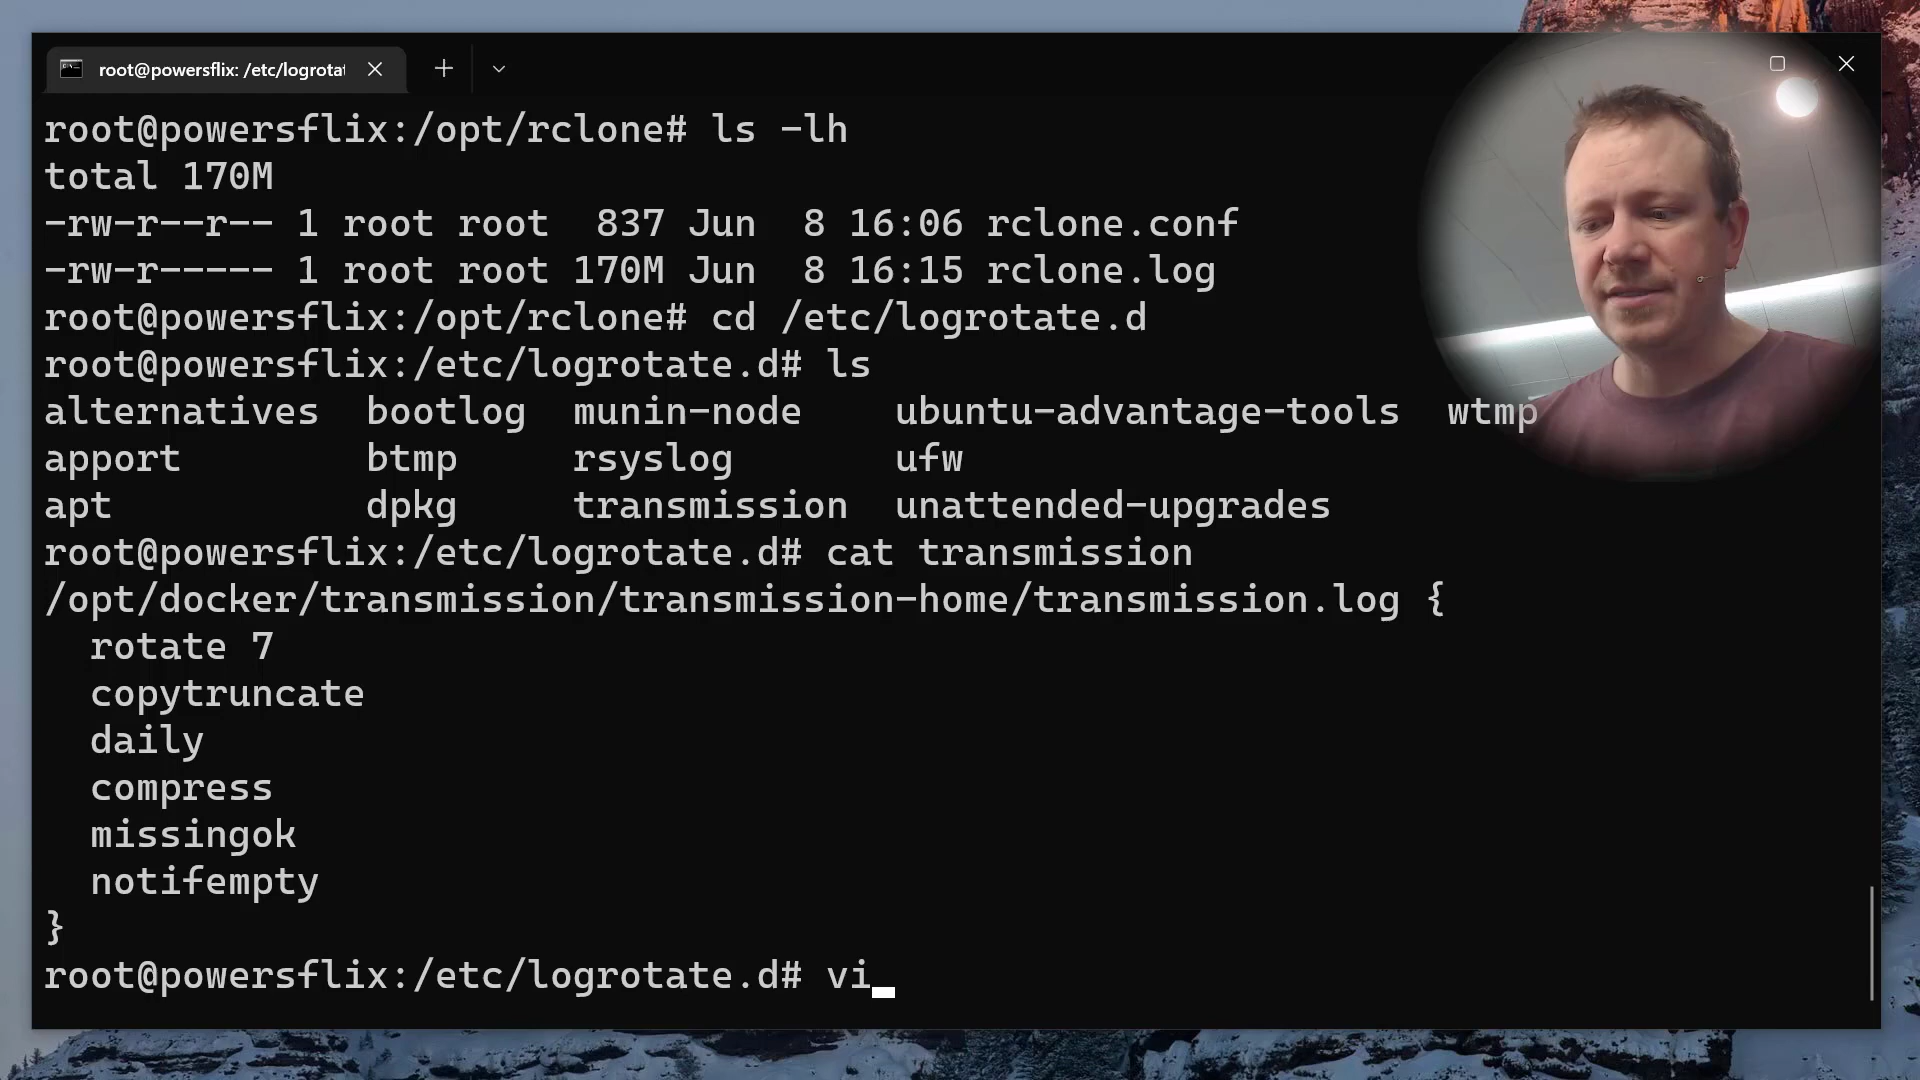 root@powersflix: /etc/logrotat
root@powersflix:/opt/rclone# ls -lh
total 170M
-rw-r--r-- 1 root root  837 Jun  8 16:06 rclone.conf
-rw-r----- 1 root root 170M Jun  8 16:15 rclone.log
root@powersflix:/opt/rclone# cd /etc/logrotate.d
root@powersflix:/etc/logrotate.d# ls
alternatives  bootlog  munin-node    ubuntu-advantage-tools  wtmp
apport        btmp     rsyslog       ufw
apt           dpkg     transmission  unattended-upgrades
root@powersflix:/etc/logrotate.d# cat transmission
/opt/docker/transmission/transmission-home/transmission.log {
  rotate 7
  copytruncate
  daily
  compress
  missingok
  notifempty
}
root@powersflix:/etc/logrotate.d# vi